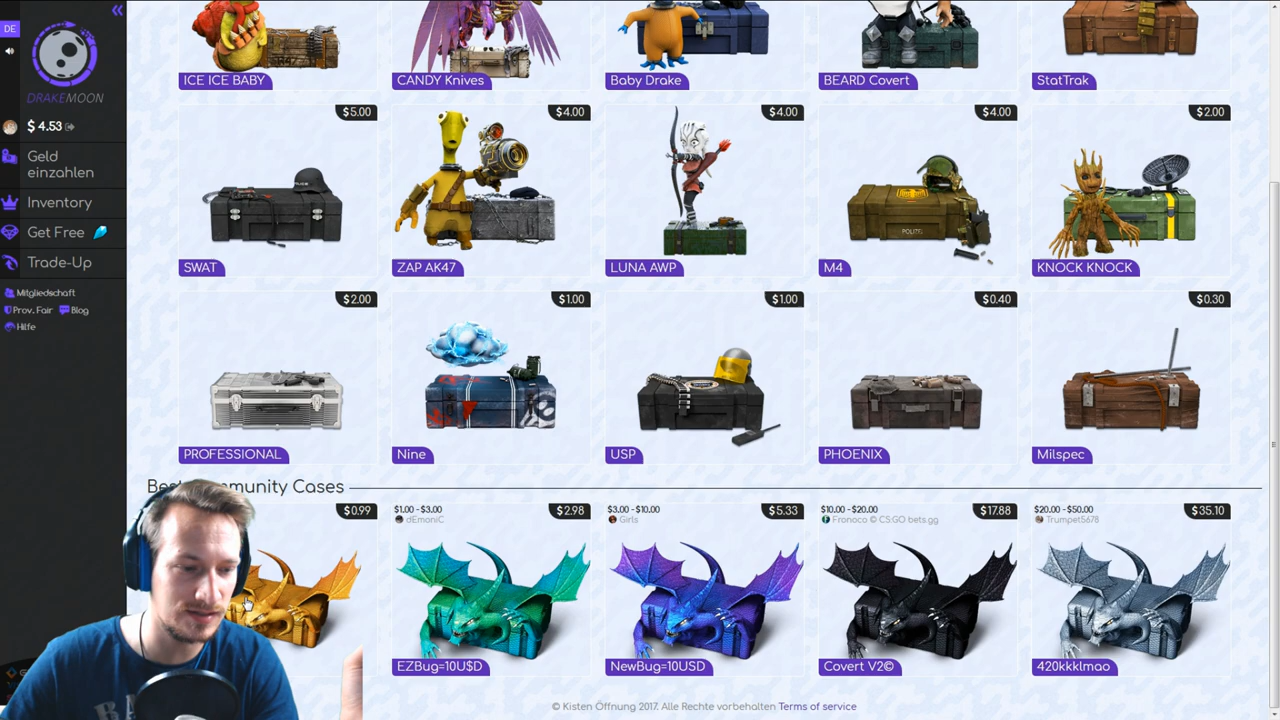 DE
DRAKEMOON
$ 4.53
Geld
einzahlen
Inventory
Get Free
Trade-Up
Mitgliedschaft
Prov. Fair
Blog
Hilfe
ICE ICE BABY
CANDY Knives
Baby Drake
BEARD Covert
StatTrak
$5.00
$4.00
$4.00
$4.00
$2.00
SWAT
ZAP AK47
LUNA AWP
M4
KNOCK KNOCK
$2.00
$1.00
$1.00
$0.40
$0.30
PROFESSIONAL
Nine
USP
PHOENIX
Milspec
Cases
$0.99
$1.00 - $3.00
dEmoniC
$2.98
$3.00 - $10.00
Girls
$5.33
$10.00 - $20.00
Fronoco © CS:GO bets.gg
$17.88
$20.00 - $50.00
Trumpet5678
$35.10
EZBug=10U$D
NewBug=10USD
Covert V2©
420kkklmao
© Kisten Öffnung 2017. Alle Rechte vorbehalten Terms of service